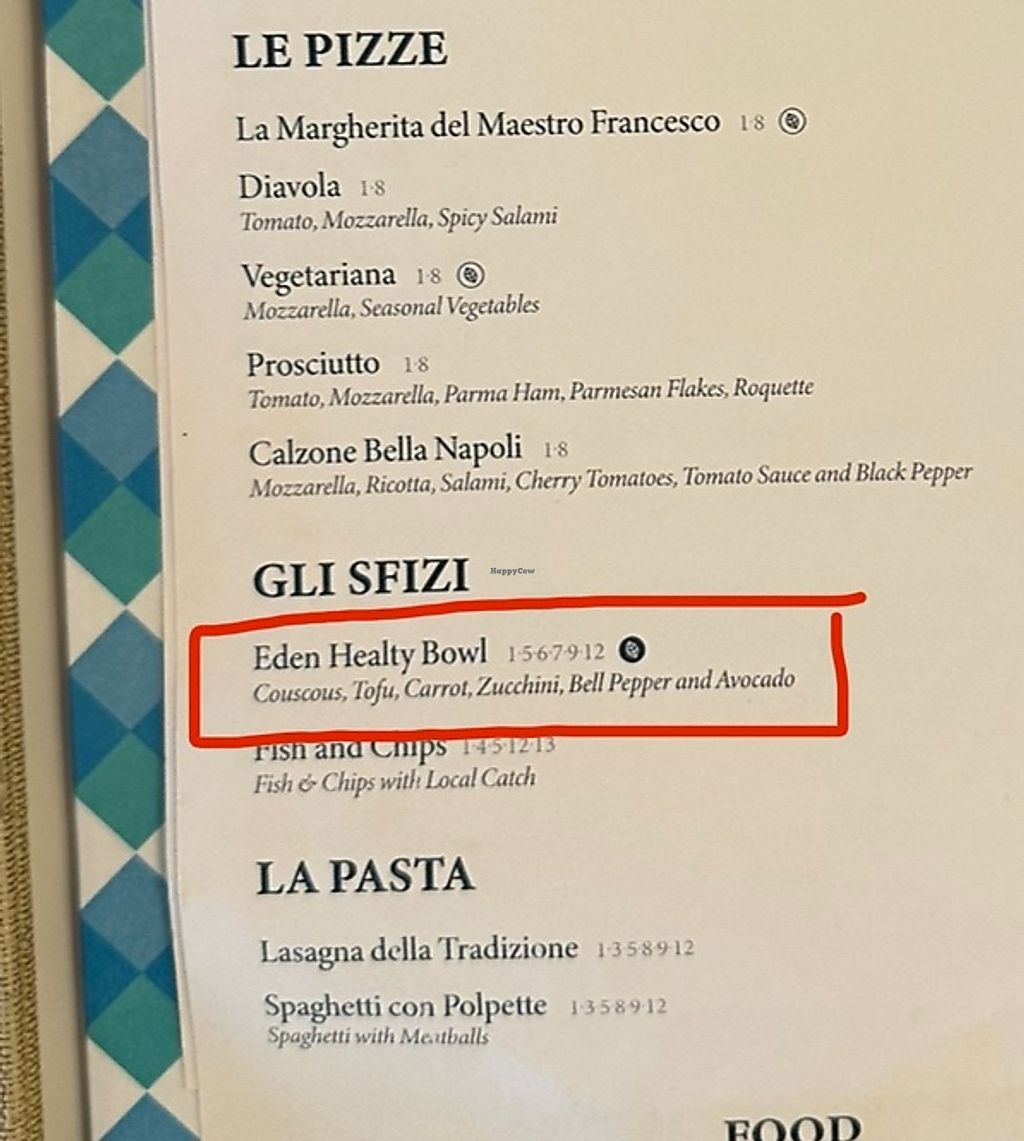 LE PIZZE
La Margherita del Maestro Francesco 1·8
Diavola 1·8
Tomato, Mozzarella, Spicy Salami
Vegetariana 1·8
Mozzarella, Seasonal Vegetables
Prosciutto 1·8
Tomato, Mozzarella, Parma Ham, Parmesan Flakes, Roquette
Calzone Bella Napoli 1·8
Mozzarella, Ricotta, Salami, Cherry Tomatoes, Tomato Sauce and Black Pepper
GLI SFIZI
HappyCow
Eden Healty Bowl 1·5·6·7·9·12
Couscous, Tofu, Carrot, Zucchini, Bell Pepper and Avocado
Fish and Chips 1·4·5·12·13
Fish & Chips with Local Catch
LA PASTA
Lasagna della Tradizione 1·3·5·8·9·12
Spaghetti con Polpette 1·3·5·8·9·12
Spaghetti with Meatballs
FOOD